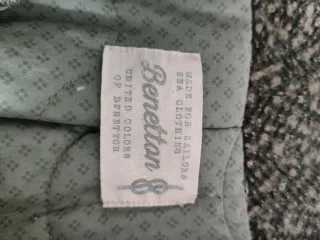 MADE FOR SAILORS
SEA CLOTHING
Benetton
UNITED COLORS
OF BENETTON